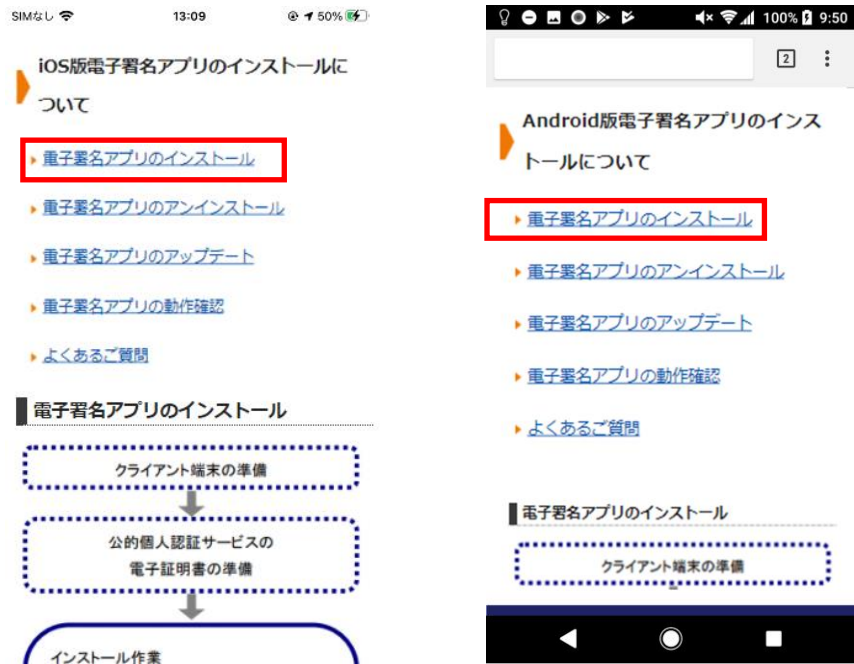 SIMなし 13:09 50%
iOS版電子署名アプリのインストールに
ついて
電子署名アプリのインストール
電子署名アプリのアンインストール
電子署名アプリのアップデート
電子署名アプリの動作確認
よくあるご質問
電子署名アプリのインストール
クライアント端末の準備
公的個人認証サービスの
電子証明書の準備
インストール作業
100% 9:50
2
Android版電子署名アプリのインス
トールについて
電子署名アプリのインストール
電子署名アプリのアンインストール
電子署名アプリのアップデート
電子署名アプリの動作確認
よくあるご質問
電子署名アプリのインストール
クライアント端末の準備